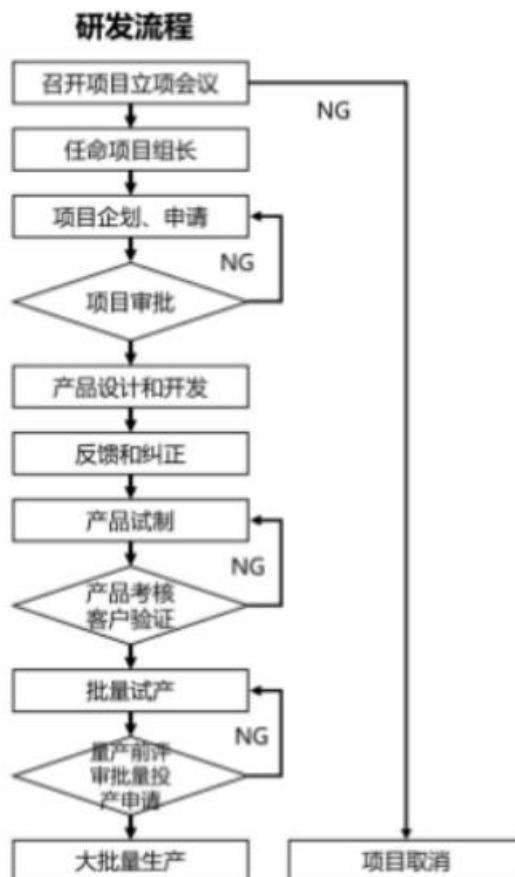 研发流程
召开项目立项会议
NG
任命项目组长
项目企划、申请
NG
项目审批
产品设计和开发
反馈和纠正
产品试制
NG
产品考核
客户验证
批量试产
NG
量产前评
审批量投
产申请
大批量生产
项目取消